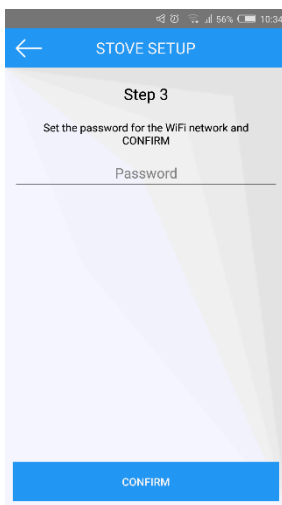 56% 10:34
STOVE SETUP
Step 3
Set the password for the WiFi network and
CONFIRM
Password
CONFIRM